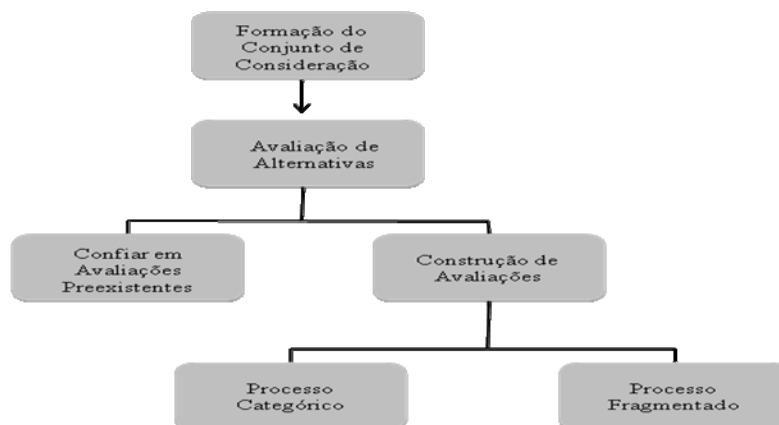 Formação do
Conjunto de
Consideração
Avaliação de
Alternativas
Confiar em
Avaliações
Preexistentes
Construção de
Avaliações
Processo
Categórico
Processo
Fragmentado